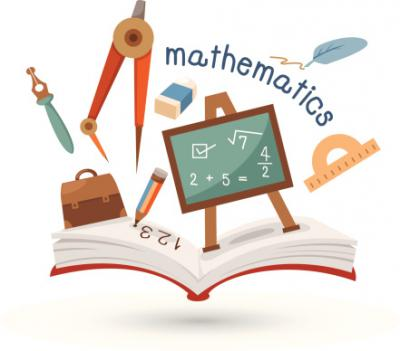 mathematics
√7
4/2
2 + 5 =
123